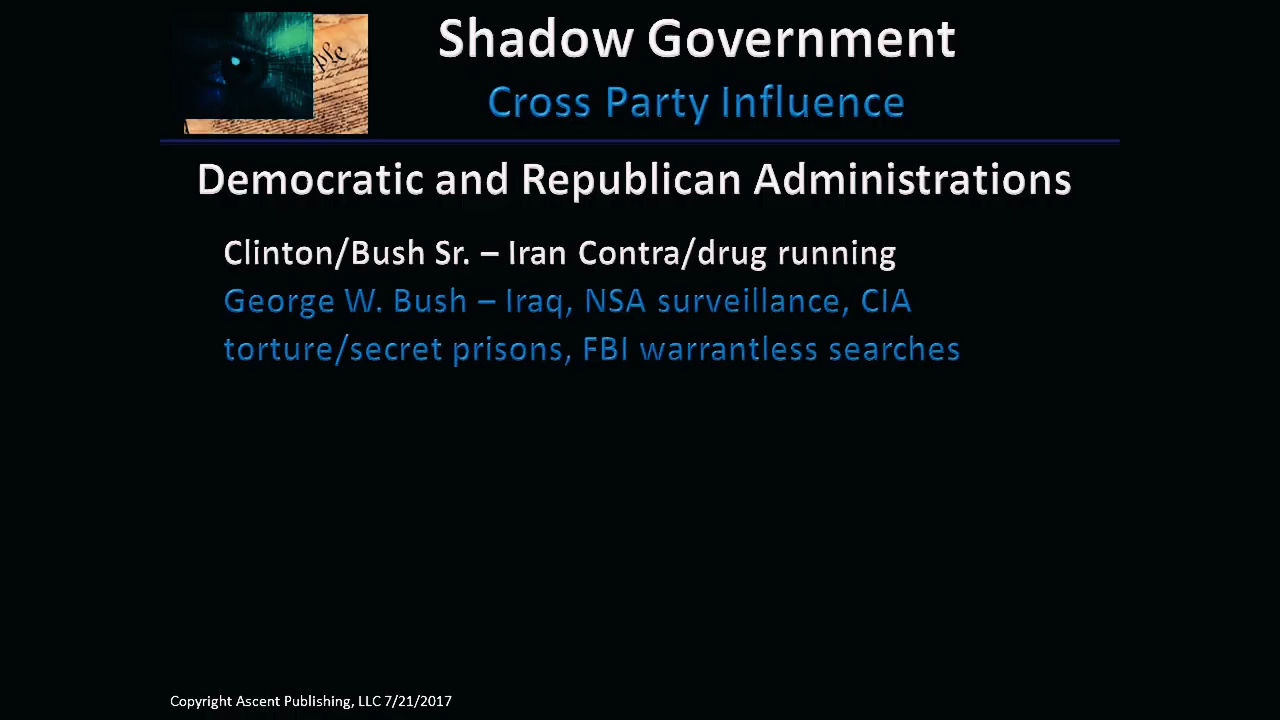 Shadow Government
Cross Party Influence
ple
Democratic and Republican Administrations
Clinton/Bush Sr. – Iran Contra/drug running
George W. Bush – Iraq, NSA surveillance, CIA
torture/secret prisons, FBI warrantless searches
Copyright Ascent Publishing, LLC 7/21/2017